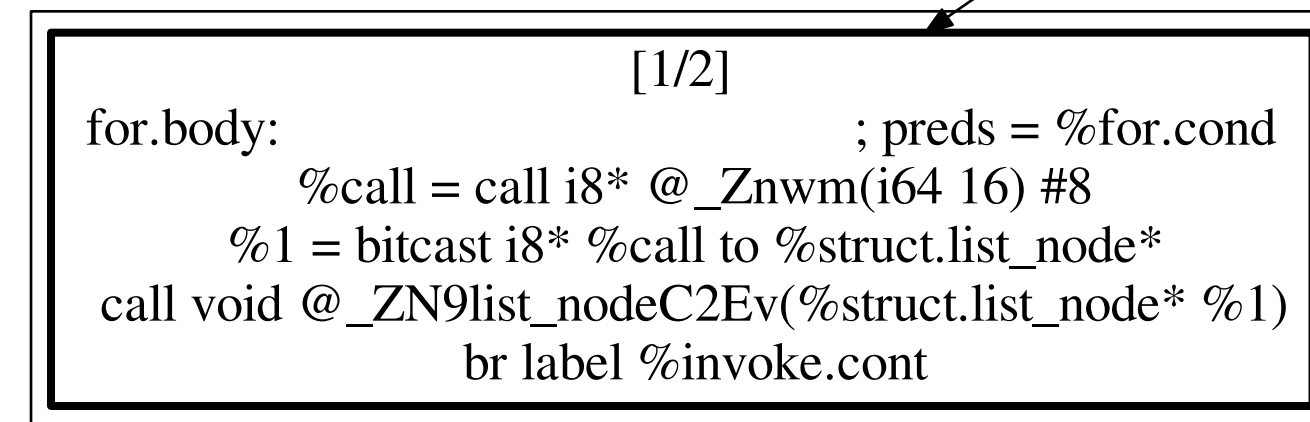 [1/2]
for.body: ; preds = %for.cond
%call = call i8* @_Znwm(i64 16) #8
%1 = bitcast i8* %call to %struct.list_node*
call void @_ZN9list_nodeC2Ev(%struct.list_node* %1)
br label %invoke.cont